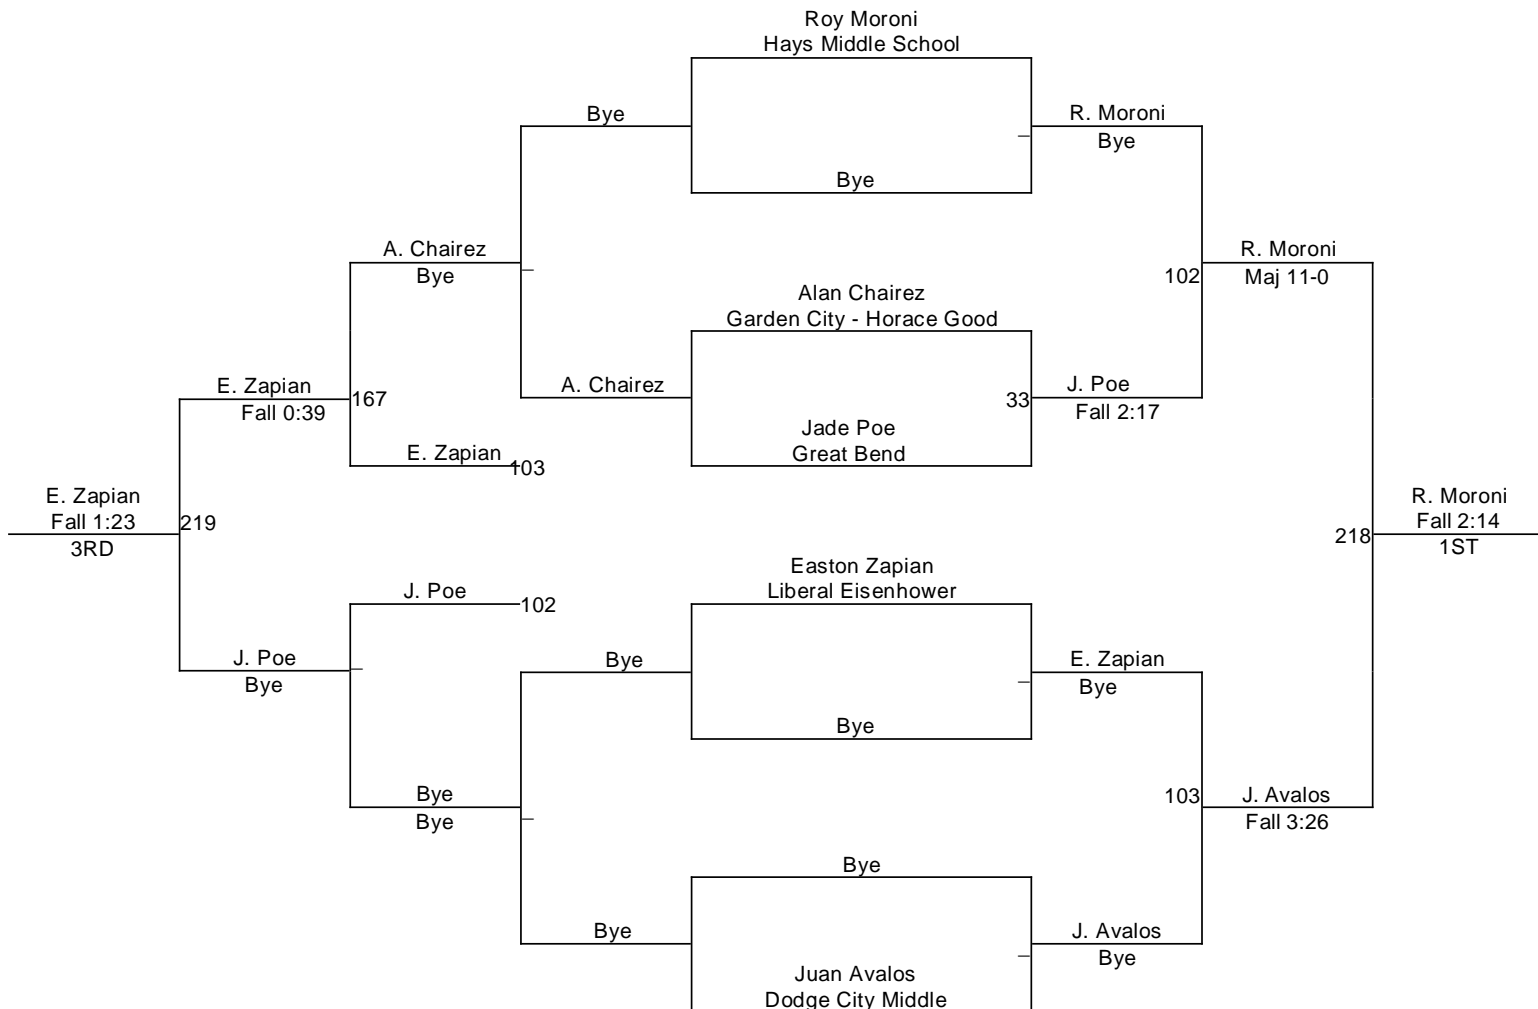 Roy Moroni
Hays Middle School
Bye
R. Moroni
Bye
Bye
A. Chairez
Bye
R. Moroni
102
Maj 11-0
Alan Chairez
Garden City - Horace Good
E. Zapian
167
Fall 0:39
A. Chairez
33
J. Poe
Fall 2:17
Jade Poe
Great Bend
E. Zapian
103
E. Zapian
Fall 1:23
219
3RD
R. Moroni
Fall 2:14
218
1ST
Easton Zapian
Liberal Eisenhower
J. Poe
102
J. Poe
Bye
Bye
E. Zapian
Bye
Bye
Bye
Bye
103
J. Avalos
Fall 3:26
Bye
Bye
J. Avalos
Bye
Juan Avalos
Dodge City Middle